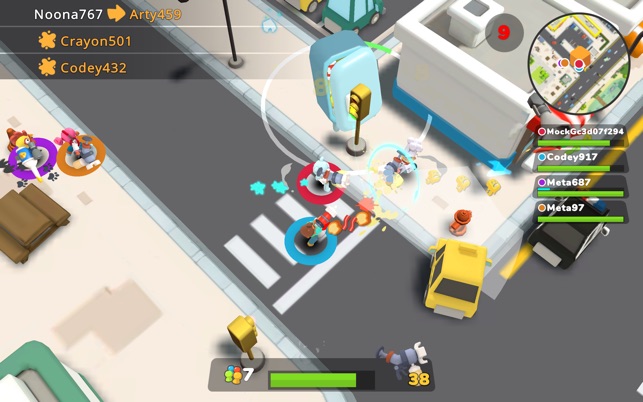 Noona767 Arty459
Crayon501
Codey432
9
MockGc3d07f294
Codey917
Meta687
Meta97
7
38